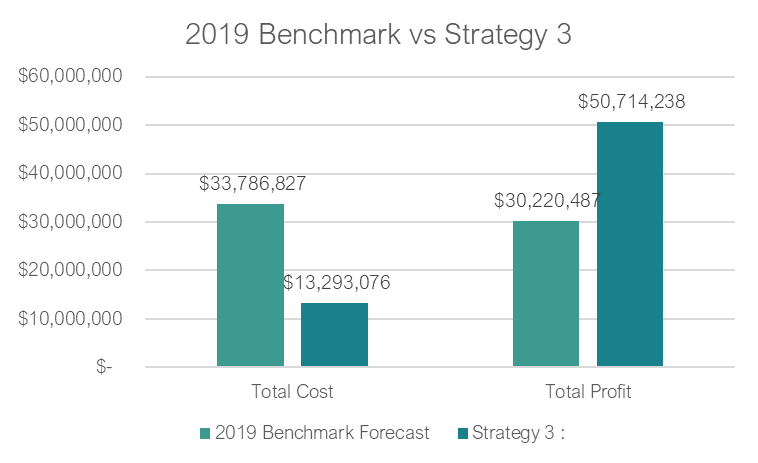 2019 Benchmark vs Strategy 3
$60,000,000
$50,000,000
$40,000,000
$30,000,000
$20,000,000
$10,000,000
$-
$33,786,827
$13,293,076
$30,220,487
$50,714,238
Total Cost
Total Profit
2019 Benchmark Forecast
Strategy 3 :